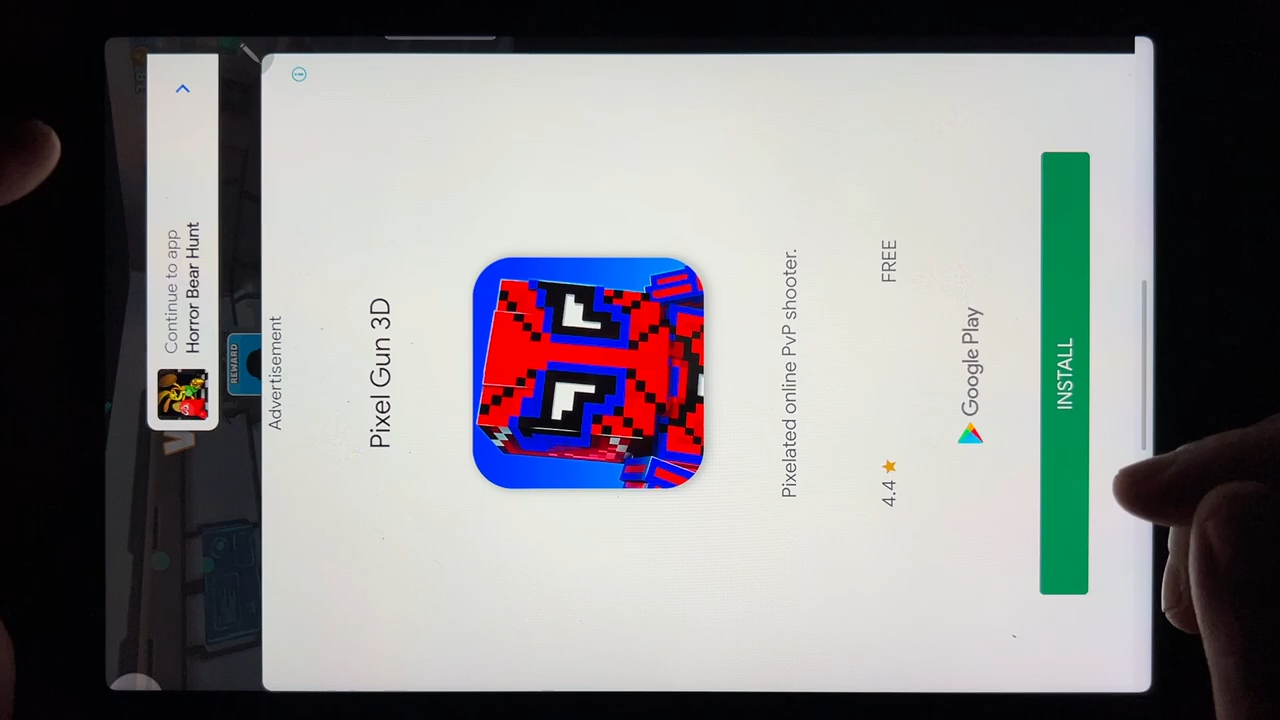 Continue to app
Horror Bear Hunt
REWARD
Advertisement
Pixel Gun 3D
Pixelated online PvP shooter.
4.4 ★ FREE
Google Play
INSTALL